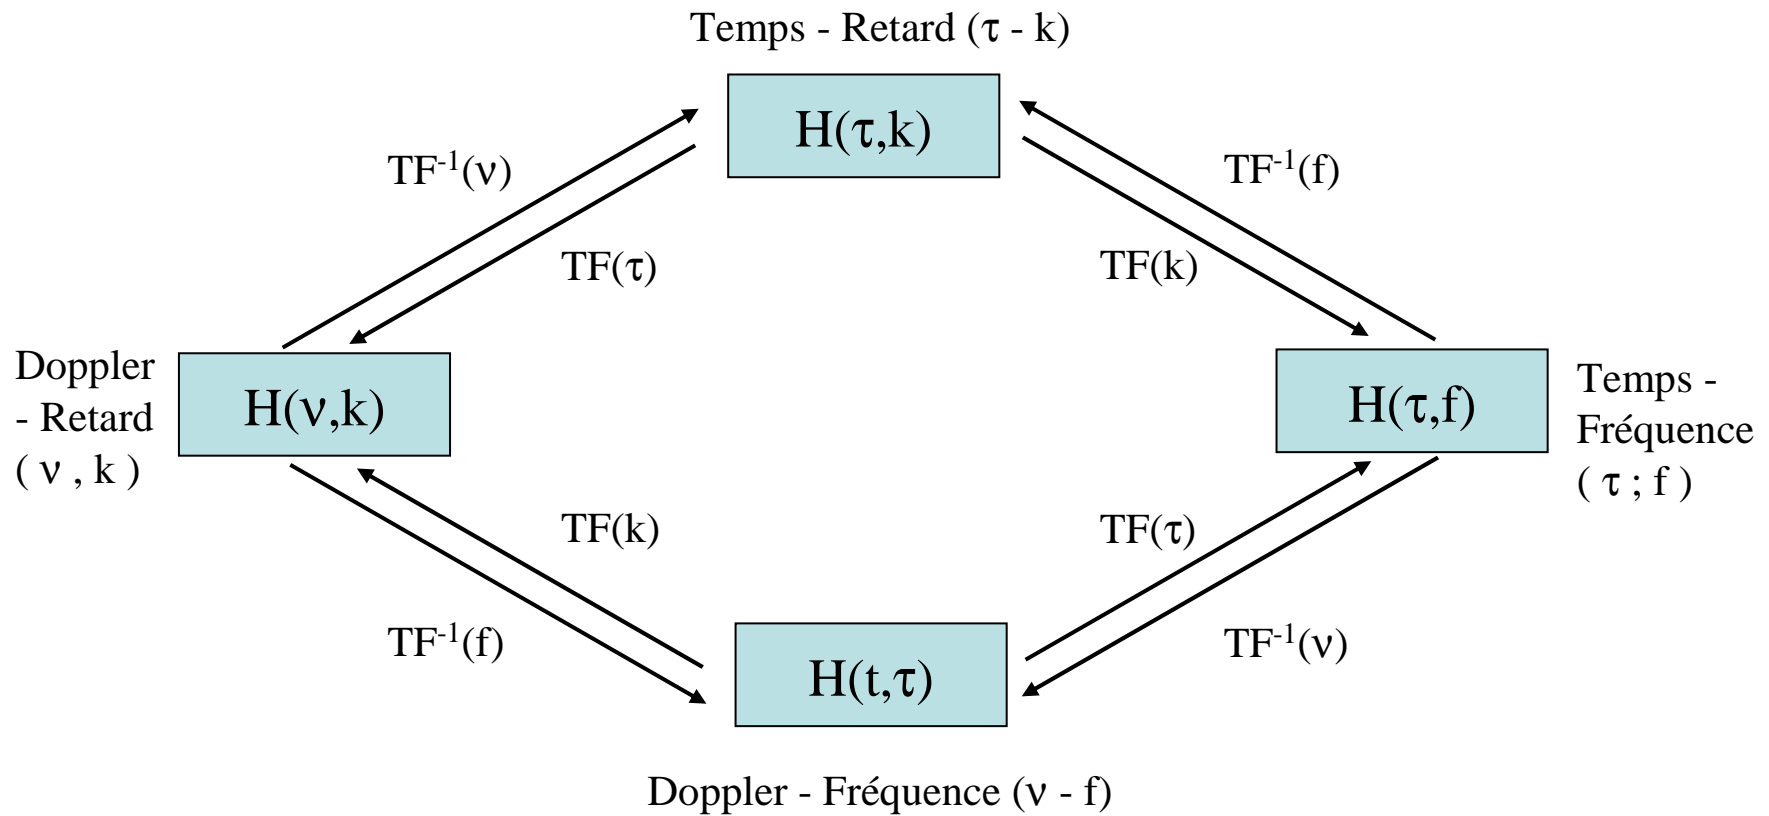 Temps - Retard (τ - k)
H(τ,k)
TF⁻¹(ν)
TF⁻¹(f)
TF(τ)
TF(k)
Doppler
- Retard
( ν , k )
H(ν,k)
H(τ,f)
Temps -
Fréquence
( τ ; f )
TF(k)
TF(τ)
TF⁻¹(f)
TF⁻¹(ν)
H(t,τ)
Doppler - Fréquence (ν - f)